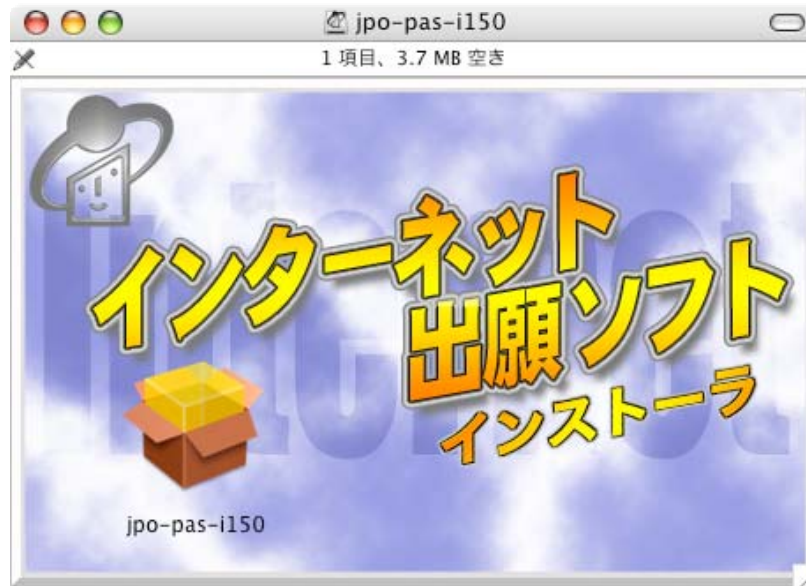 jpo-pas-i150
1 項目、3.7 MB 空き
Internet
インターネット
出願ソフト
インストーラ
jpo-pas-i150